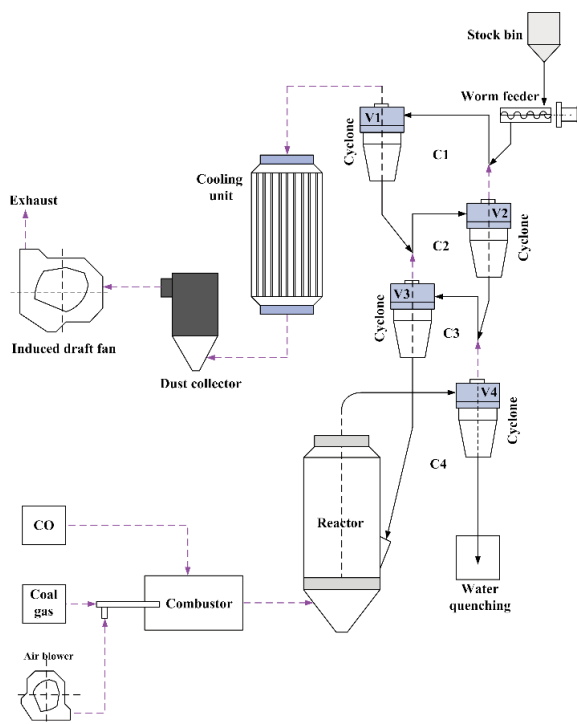 Stock bin
Worm feeder
V1
Cyclone
C1
Cooling
unit
Exhaust
V2
Cyclone
C2
V3
Cyclone
C3
Induced draft fan
Dust collector
V4
Cyclone
C4
Reactor
CO
Water
quenching
Coal
gas
Combustor
Air blower